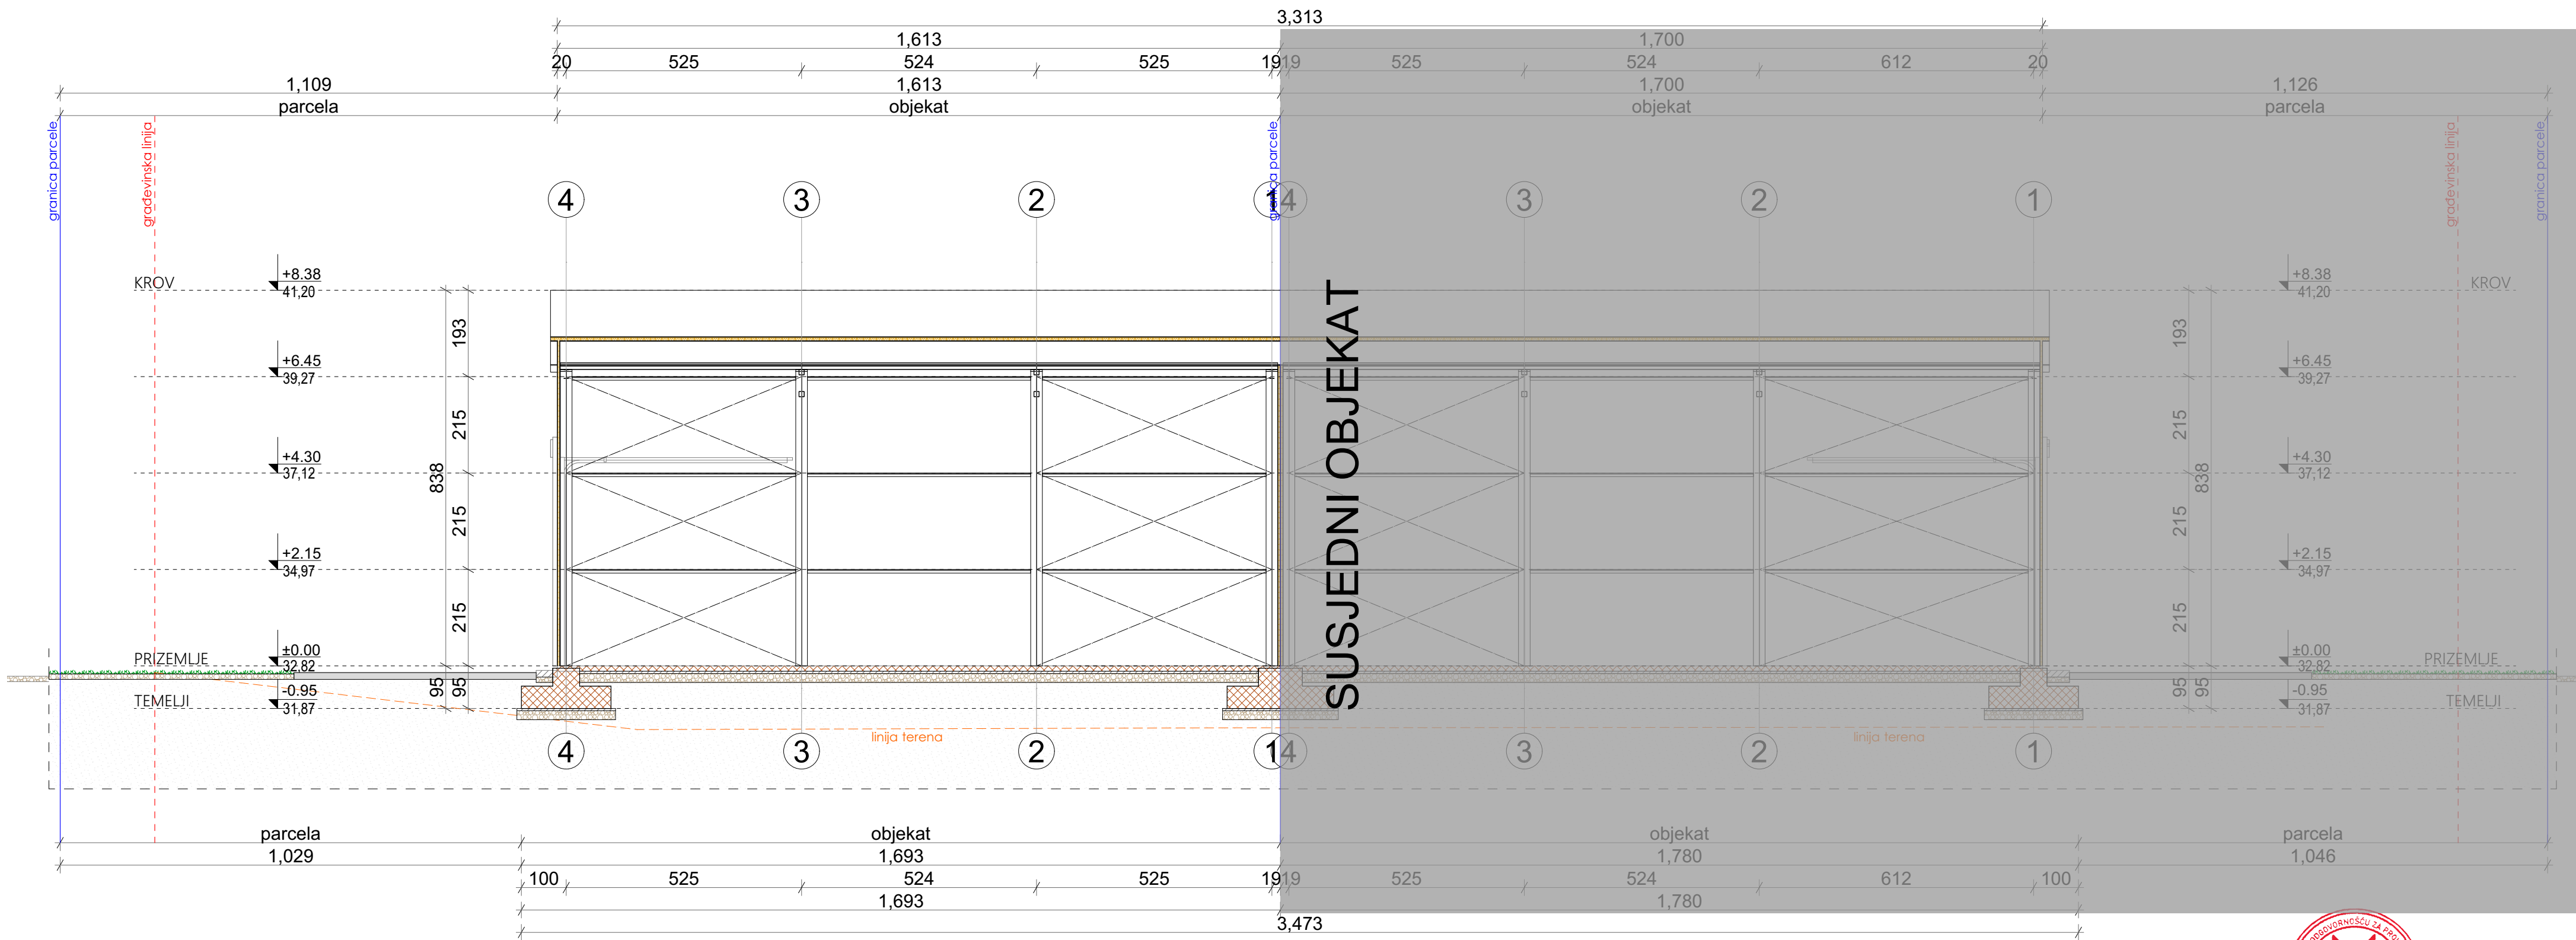 3,313
1,613 1,700
20 525 524 525 19 19 525 524 612 20
1,109 1,613 1,700 1,126
parcela objekat objekat parcela
granica parcele građevinska linija granica parcele građevinska linija granica parcele
4 3 2 1 4 3 2 1
KROV +8.38 +8.38 KROV
41,20 41,20
193 193
+6.45 +6.45
39,27 39,27
215 215
+4.30 +4.30
37,12 37,12
838 838
215 215
+2.15 +2.15
34,97 34,97
215 215
SUSJEDNI OBJEKAT
PRIZEMLJE ±0.00 ±0.00 PRIZEMLJE
32,82 32,82
95 95 95 95
TEMELJI -0.95 -0.95 TEMELJI
31,87 31,87
linija terena linija terena
4 3 2 1 4 3 2 1
parcela objekat objekat parcela
1,029 1,693 1,780 1,046
100 525 524 525 19 19 525 524 612 100
1,693 1,780
3,473